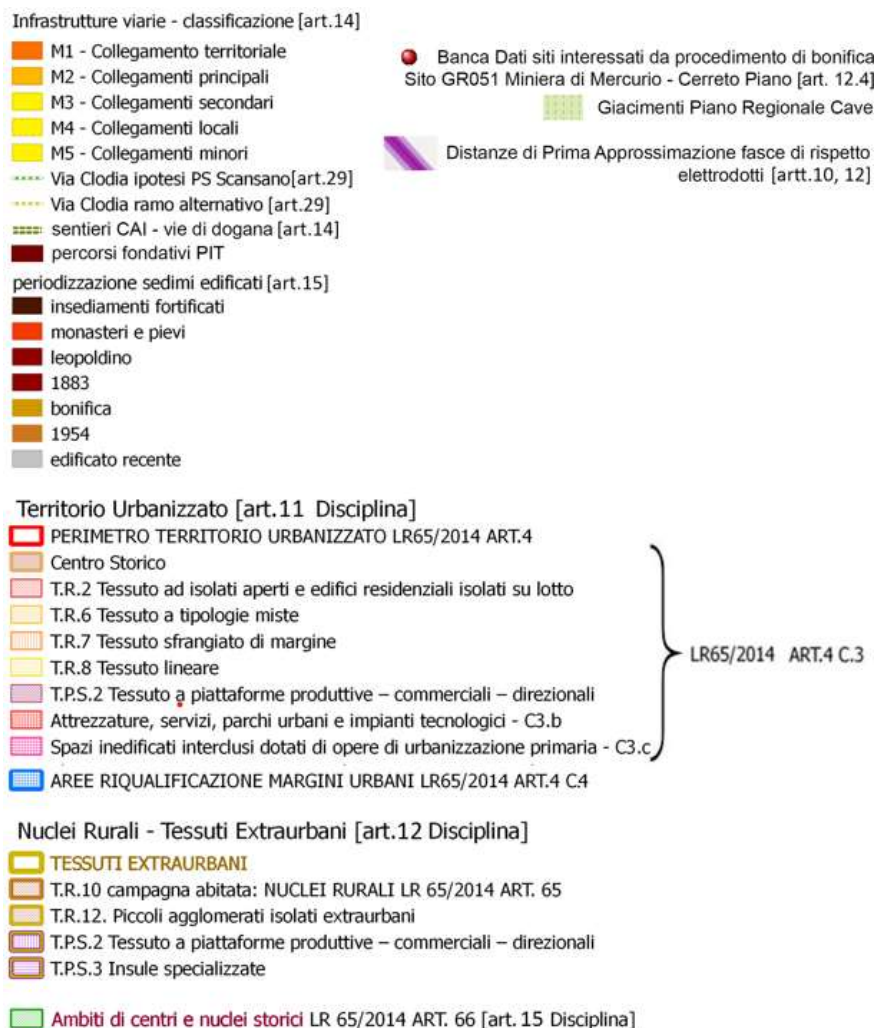 Infrastrutture viarie - classificazione [art.14]
M1 - Collegamento territoriale
M2 - Collegamenti principali
M3 - Collegamenti secondari
M4 - Collegamenti locali
M5 - Collegamenti minori
Via Clodia ipotesi PS Scansano[art.29]
Via Clodia ramo alternativo [art.29]
sentieri CAI - vie di dogana [art.14]
percorsi fondativi PIT
periodizzazione sedimi edificati [art.15]
insediamenti fortificati
monasteri e pievi
leopoldino
1883
bonifica
1954
edificato recente
Banca Dati siti interessati da procedimento di bonifica
Sito GR051 Miniera di Mercurio - Cerreto Piano [art. 12.4]
Giacimenti Piano Regionale Cave
Distanze di Prima Approssimazione fasce di rispetto
elettrodotti [artt.10, 12]
Territorio Urbanizzato [art.11 Disciplina]
PERIMETRO TERRITORIO URBANIZZATO LR65/2014 ART.4
Centro Storico
T.R.2 Tessuto ad isolati aperti e edifici residenziali isolati su lotto
T.R.6 Tessuto a tipologie miste
T.R.7 Tessuto sfrangiato di margine
T.R.8 Tessuto lineare
T.P.S.2 Tessuto a piattaforme produttive – commerciali – direzionali
Attrezzature, servizi, parchi urbani e impianti tecnologici - C3.b
Spazi inedificati interclusi dotati di opere di urbanizzazione primaria - C3.c
LR65/2014 ART.4 C.3
AREE RIQUALIFICAZIONE MARGINI URBANI LR65/2014 ART.4 C.4
Nuclei Rurali - Tessuti Extraurbani [art.12 Disciplina]
TESSUTI EXTRAURBANI
T.R.10 campagna abitata: NUCLEI RURALI LR 65/2014 ART. 65
T.R.12. Piccoli agglomerati isolati extraurbani
T.P.S.2 Tessuto a piattaforme produttive – commerciali – direzionali
T.P.S.3 Insule specializzate
Ambiti di centri e nuclei storici LR 65/2014 ART. 66 [art. 15 Disciplina]